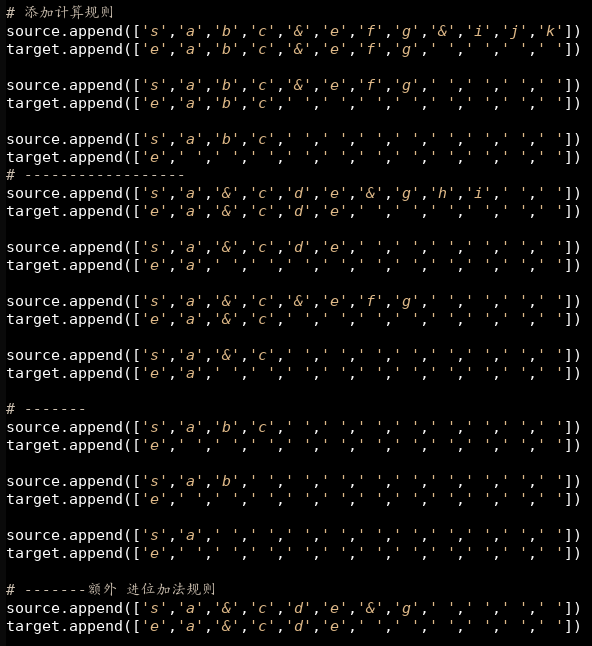 # 添加计算规则
source.append(['s','a','b','c','&','e','f','g','&','i','j','k'])
target.append(['e','a','b','c','&','e','f','g',' ',' ',' ',' '])
source.append(['s','a','b','c','&','e','f','g',' ',' ',' ',' '])
target.append(['e','a','b','c',' ',' ',' ',' ',' ',' ',' ',' '])
source.append(['s','a','b','c',' ',' ',' ',' ',' ',' ',' ',' '])
target.append(['e',' ',' ',' ',' ',' ',' ',' ',' ',' ',' ',' '])
# ------------------
source.append(['s','a','&','c','d','e','&','g','h','i',' ',' '])
target.append(['e','a','&','c','d','e',' ',' ',' ',' ',' ',' '])
source.append(['s','a','&','c','d','e',' ',' ',' ',' ',' ',' '])
target.append(['e','a',' ',' ',' ',' ',' ',' ',' ',' ',' ',' '])
source.append(['s','a','&','c','&','e','f','g',' ',' ',' ',' '])
target.append(['e','a','&','c',' ',' ',' ',' ',' ',' ',' ',' '])
source.append(['s','a','&','c',' ',' ',' ',' ',' ',' ',' ',' '])
target.append(['e','a',' ',' ',' ',' ',' ',' ',' ',' ',' ',' '])
# -------
source.append(['s','a','b','c',' ',' ',' ',' ',' ',' ',' ',' '])
target.append(['e',' ',' ',' ',' ',' ',' ',' ',' ',' ',' ',' '])
source.append(['s','a','b',' ',' ',' ',' ',' ',' ',' ',' ',' '])
target.append(['e',' ',' ',' ',' ',' ',' ',' ',' ',' ',' ',' '])
source.append(['s','a',' ',' ',' ',' ',' ',' ',' ',' ',' ',' '])
target.append(['e',' ',' ',' ',' ',' ',' ',' ',' ',' ',' ',' '])
# -------额外 进位加法规则
source.append(['s','a','&','c','d','e','&','g',' ',' ',' ',' '])
target.append(['e','a','&','c','d','e',' ',' ',' ',' ',' ',' '])